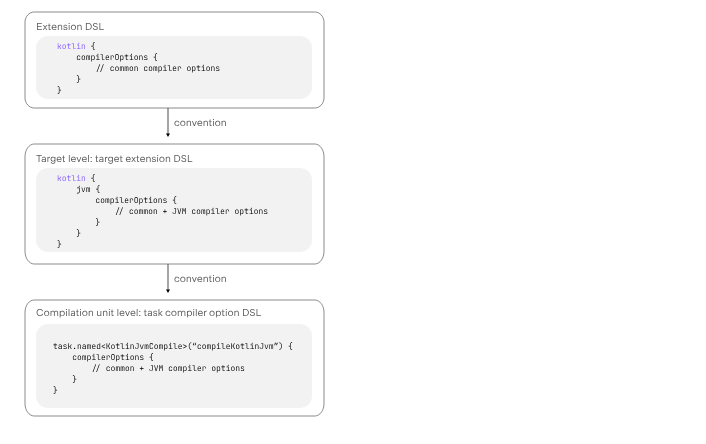 Extension DSL
kotlin {
    compilerOptions {
        // common compiler options
    }
}
convention
Target level: target extension DSL
kotlin {
    jvm {
        compilerOptions {
            // common + JVM compiler options
        }
    }
}
convention
Compilation unit level: task compiler option DSL
task.named<KotlinJvmCompile>(“compileKotlinJvm”) {
    compilerOptions {
        // common + JVM compiler options
    }
}